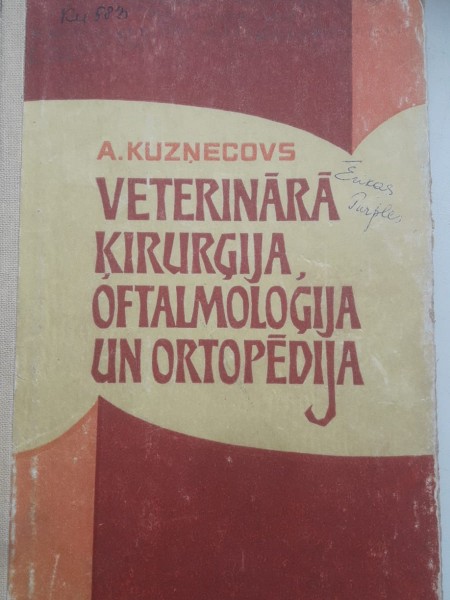 A.KUZŅECOVS
VETERINĀRĀ
ĶIRURĢIJA,
OFTALMOLOĢIJA
UN ORTOPĒDIJA